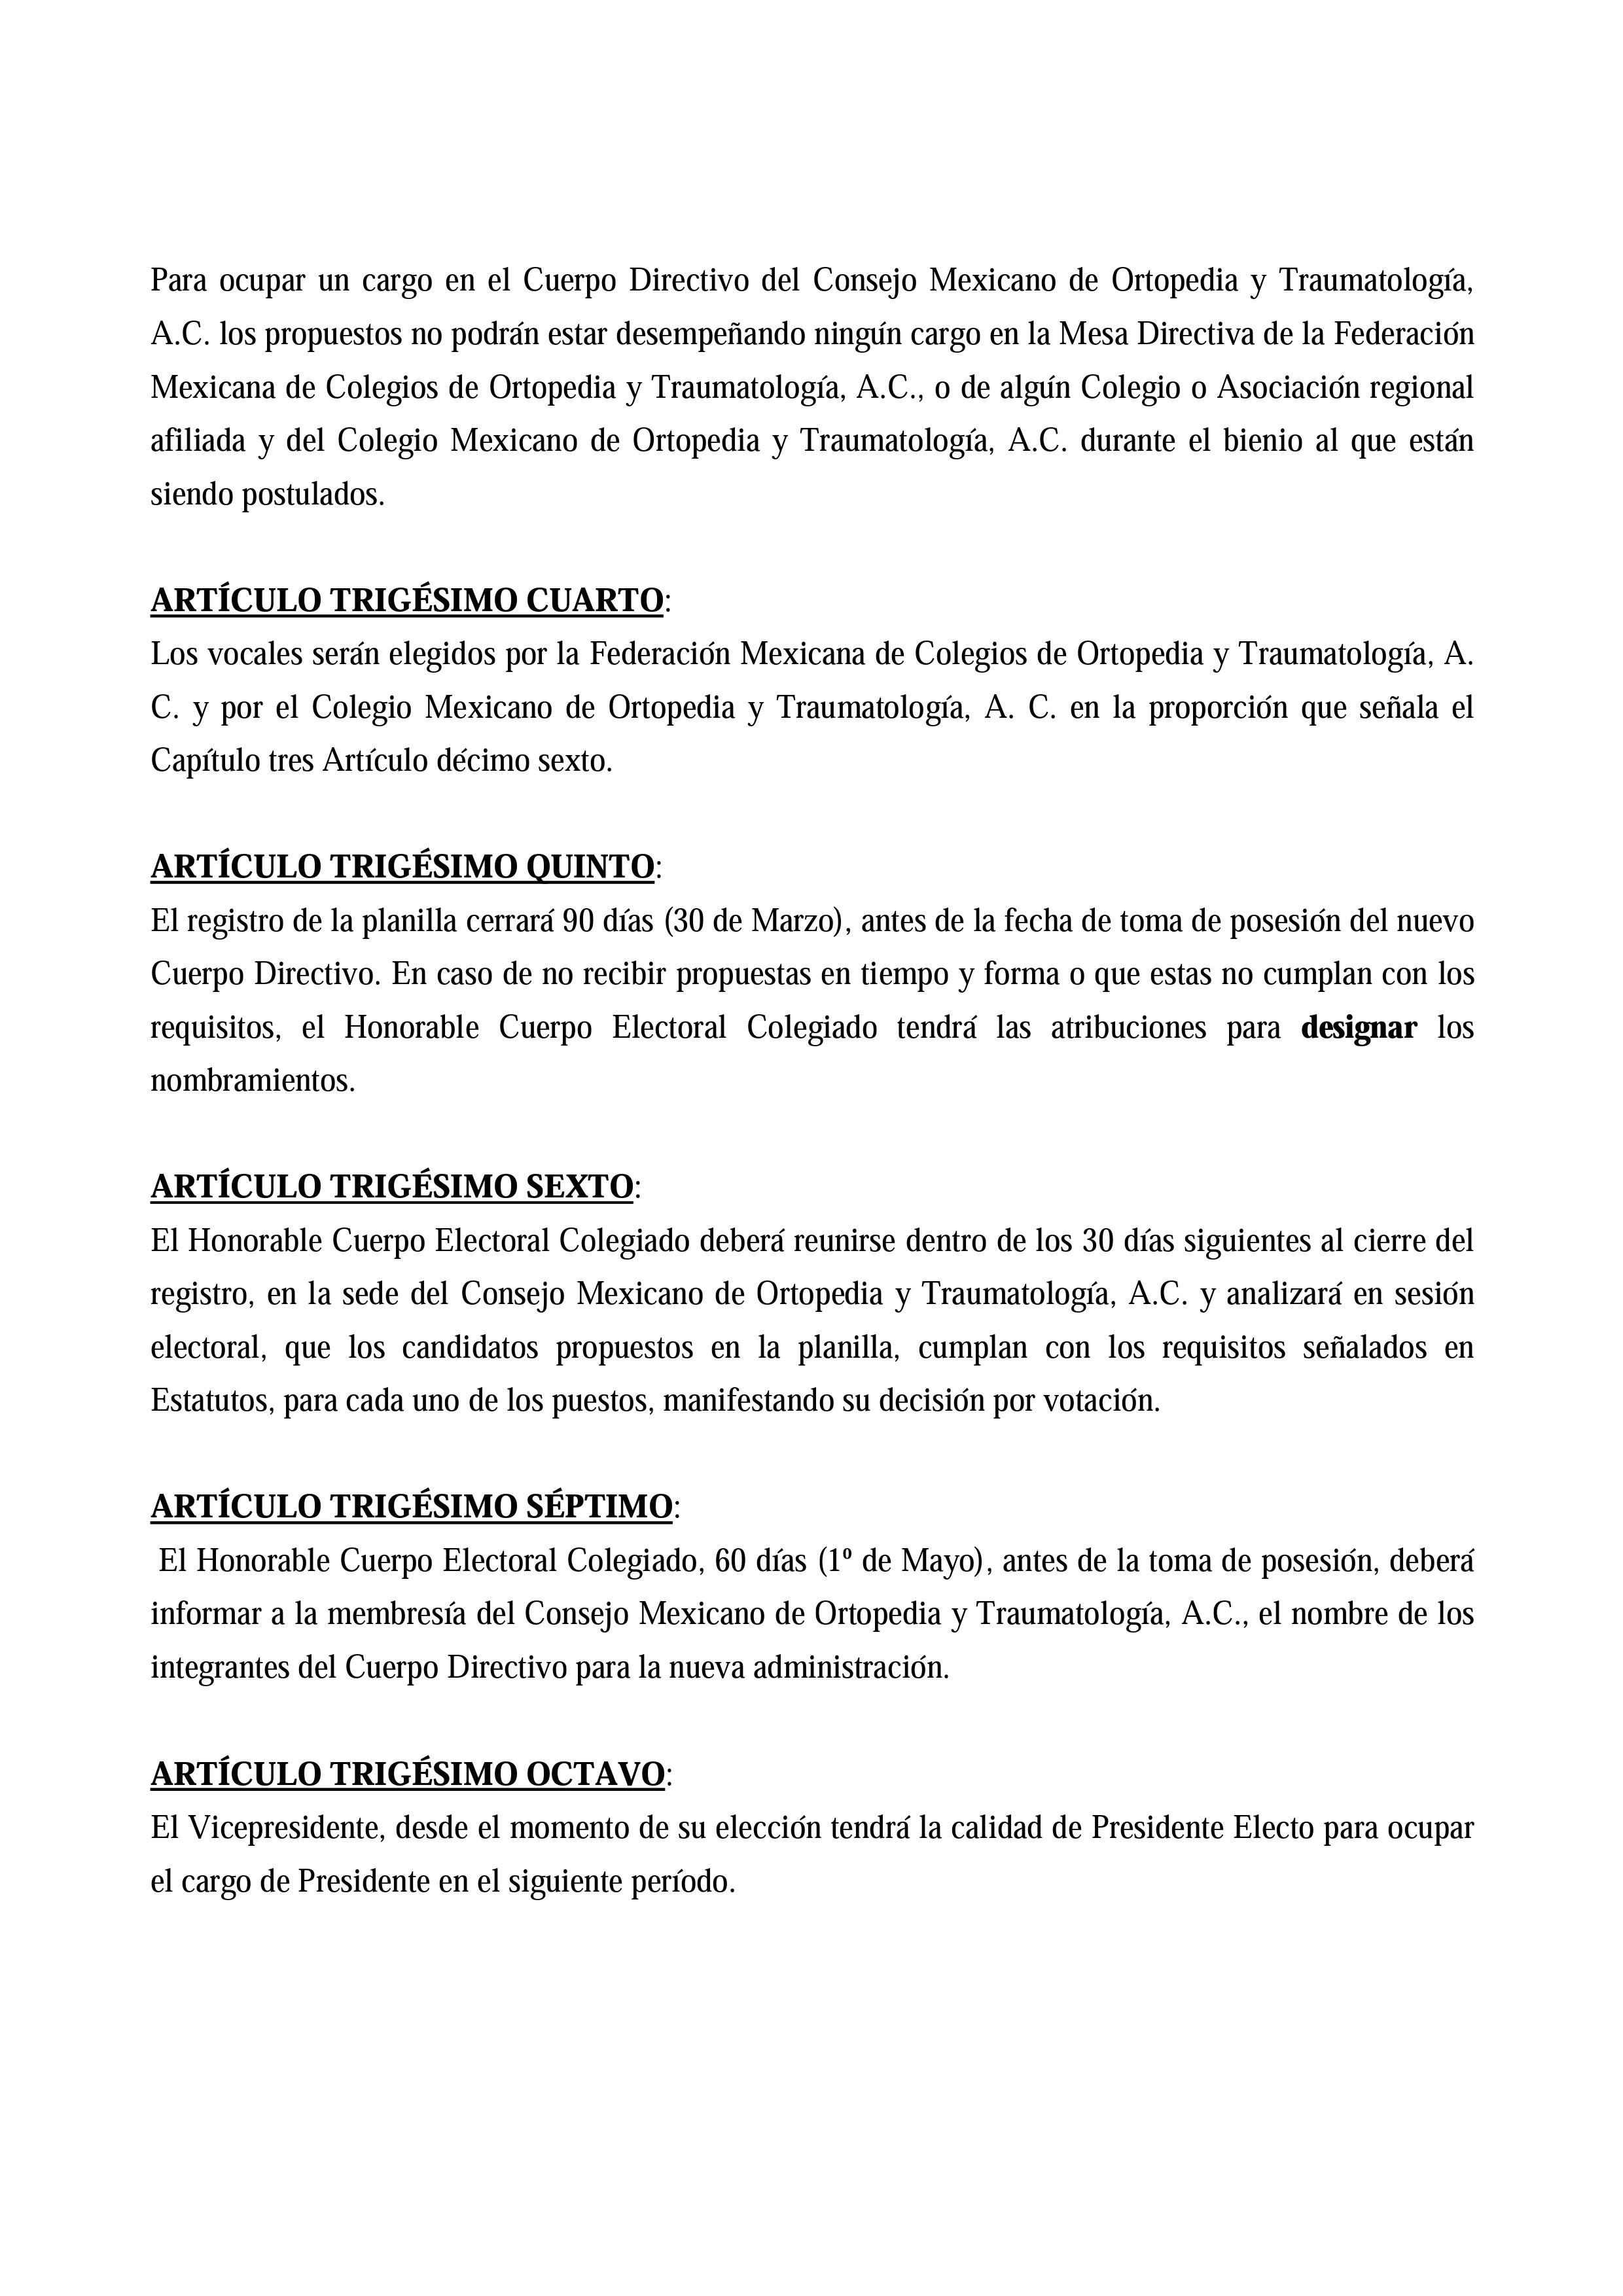 Para ocupar un cargo en el Cuerpo Directivo del Consejo Mexicano de Ortopedia y Traumatología,
A.C. los propuestos no podrán estar desempeñando ningún cargo en la Mesa Directiva de la Federación
Mexicana de Colegios de Ortopedia y Traumatología, A.C., o de algún Colegio o Asociación regional
afiliada y del Colegio Mexicano de Ortopedia y Traumatología, A.C. durante el bienio al que están
siendo postulados.
ARTÍCULO TRIGÉSIMO CUARTO:
Los vocales serán elegidos por la Federación Mexicana de Colegios de Ortopedia y Traumatología, A.
C. y por el Colegio Mexicano de Ortopedia y Traumatología, A. C. en la proporción que señala el
Capítulo tres Artículo décimo sexto.
ARTÍCULO TRIGÉSIMO QUINTO:
El registro de la planilla cerrará 90 días (30 de Marzo), antes de la fecha de toma de posesión del nuevo
Cuerpo Directivo. En caso de no recibir propuestas en tiempo y forma o que estas no cumplan con los
requisitos, el Honorable Cuerpo Electoral Colegiado tendrá las atribuciones para designar los
nombramientos.
ARTÍCULO TRIGÉSIMO SEXTO:
El Honorable Cuerpo Electoral Colegiado deberá reunirse dentro de los 30 días siguientes al cierre del
registro, en la sede del Consejo Mexicano de Ortopedia y Traumatología, A.C. y analizará en sesión
electoral, que los candidatos propuestos en la planilla, cumplan con los requisitos señalados en
Estatutos, para cada uno de los puestos, manifestando su decisión por votación.
ARTÍCULO TRIGÉSIMO SÉPTIMO:
El Honorable Cuerpo Electoral Colegiado, 60 días (1º de Mayo), antes de la toma de posesión, deberá
informar a la membresía del Consejo Mexicano de Ortopedia y Traumatología, A.C., el nombre de los
integrantes del Cuerpo Directivo para la nueva administración.
ARTÍCULO TRIGÉSIMO OCTAVO:
El Vicepresidente, desde el momento de su elección tendrá la calidad de Presidente Electo para ocupar
el cargo de Presidente en el siguiente período.